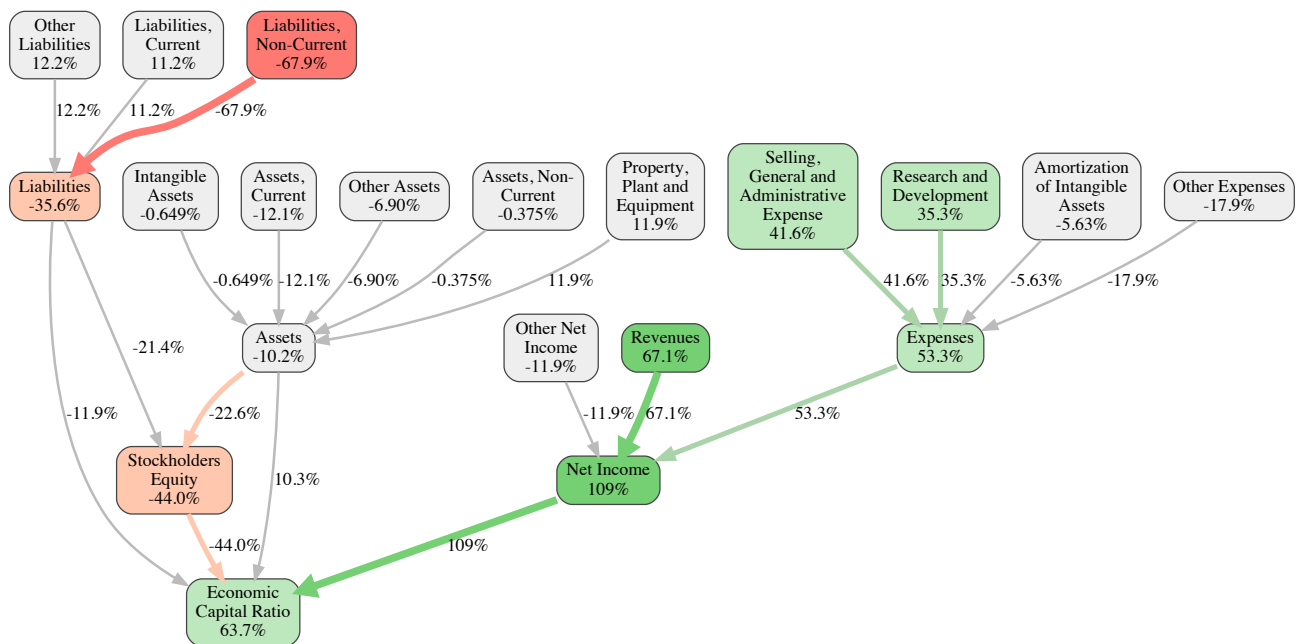 Other
Liabilities
12.2%
Liabilities,
Current
11.2%
Liabilities,
Non-Current
-67.9%
12.2%
11.2%
-67.9%
Liabilities
-35.6%
Intangible
Assets
-0.649%
Assets,
Current
-12.1%
Other Assets
-6.90%
Assets, Non-
Current
-0.375%
Property,
Plant and
Equipment
11.9%
Selling,
General and
Administrative
Expense
41.6%
Research and
Development
35.3%
Amortization
of Intangible
Assets
-5.63%
Other Expenses
-17.9%
-0.649%
-12.1%
-6.90%
-0.375%
11.9%
41.6%
35.3%
-5.63%
-17.9%
Assets
-10.2%
Other Net
Income
-11.9%
Revenues
67.1%
Expenses
53.3%
-21.4%
-11.9%
-22.6%
-11.9%
67.1%
53.3%
Stockholders
Equity
-44.0%
10.3%
Net Income
109%
-44.0%
109%
Economic
Capital Ratio
63.7%